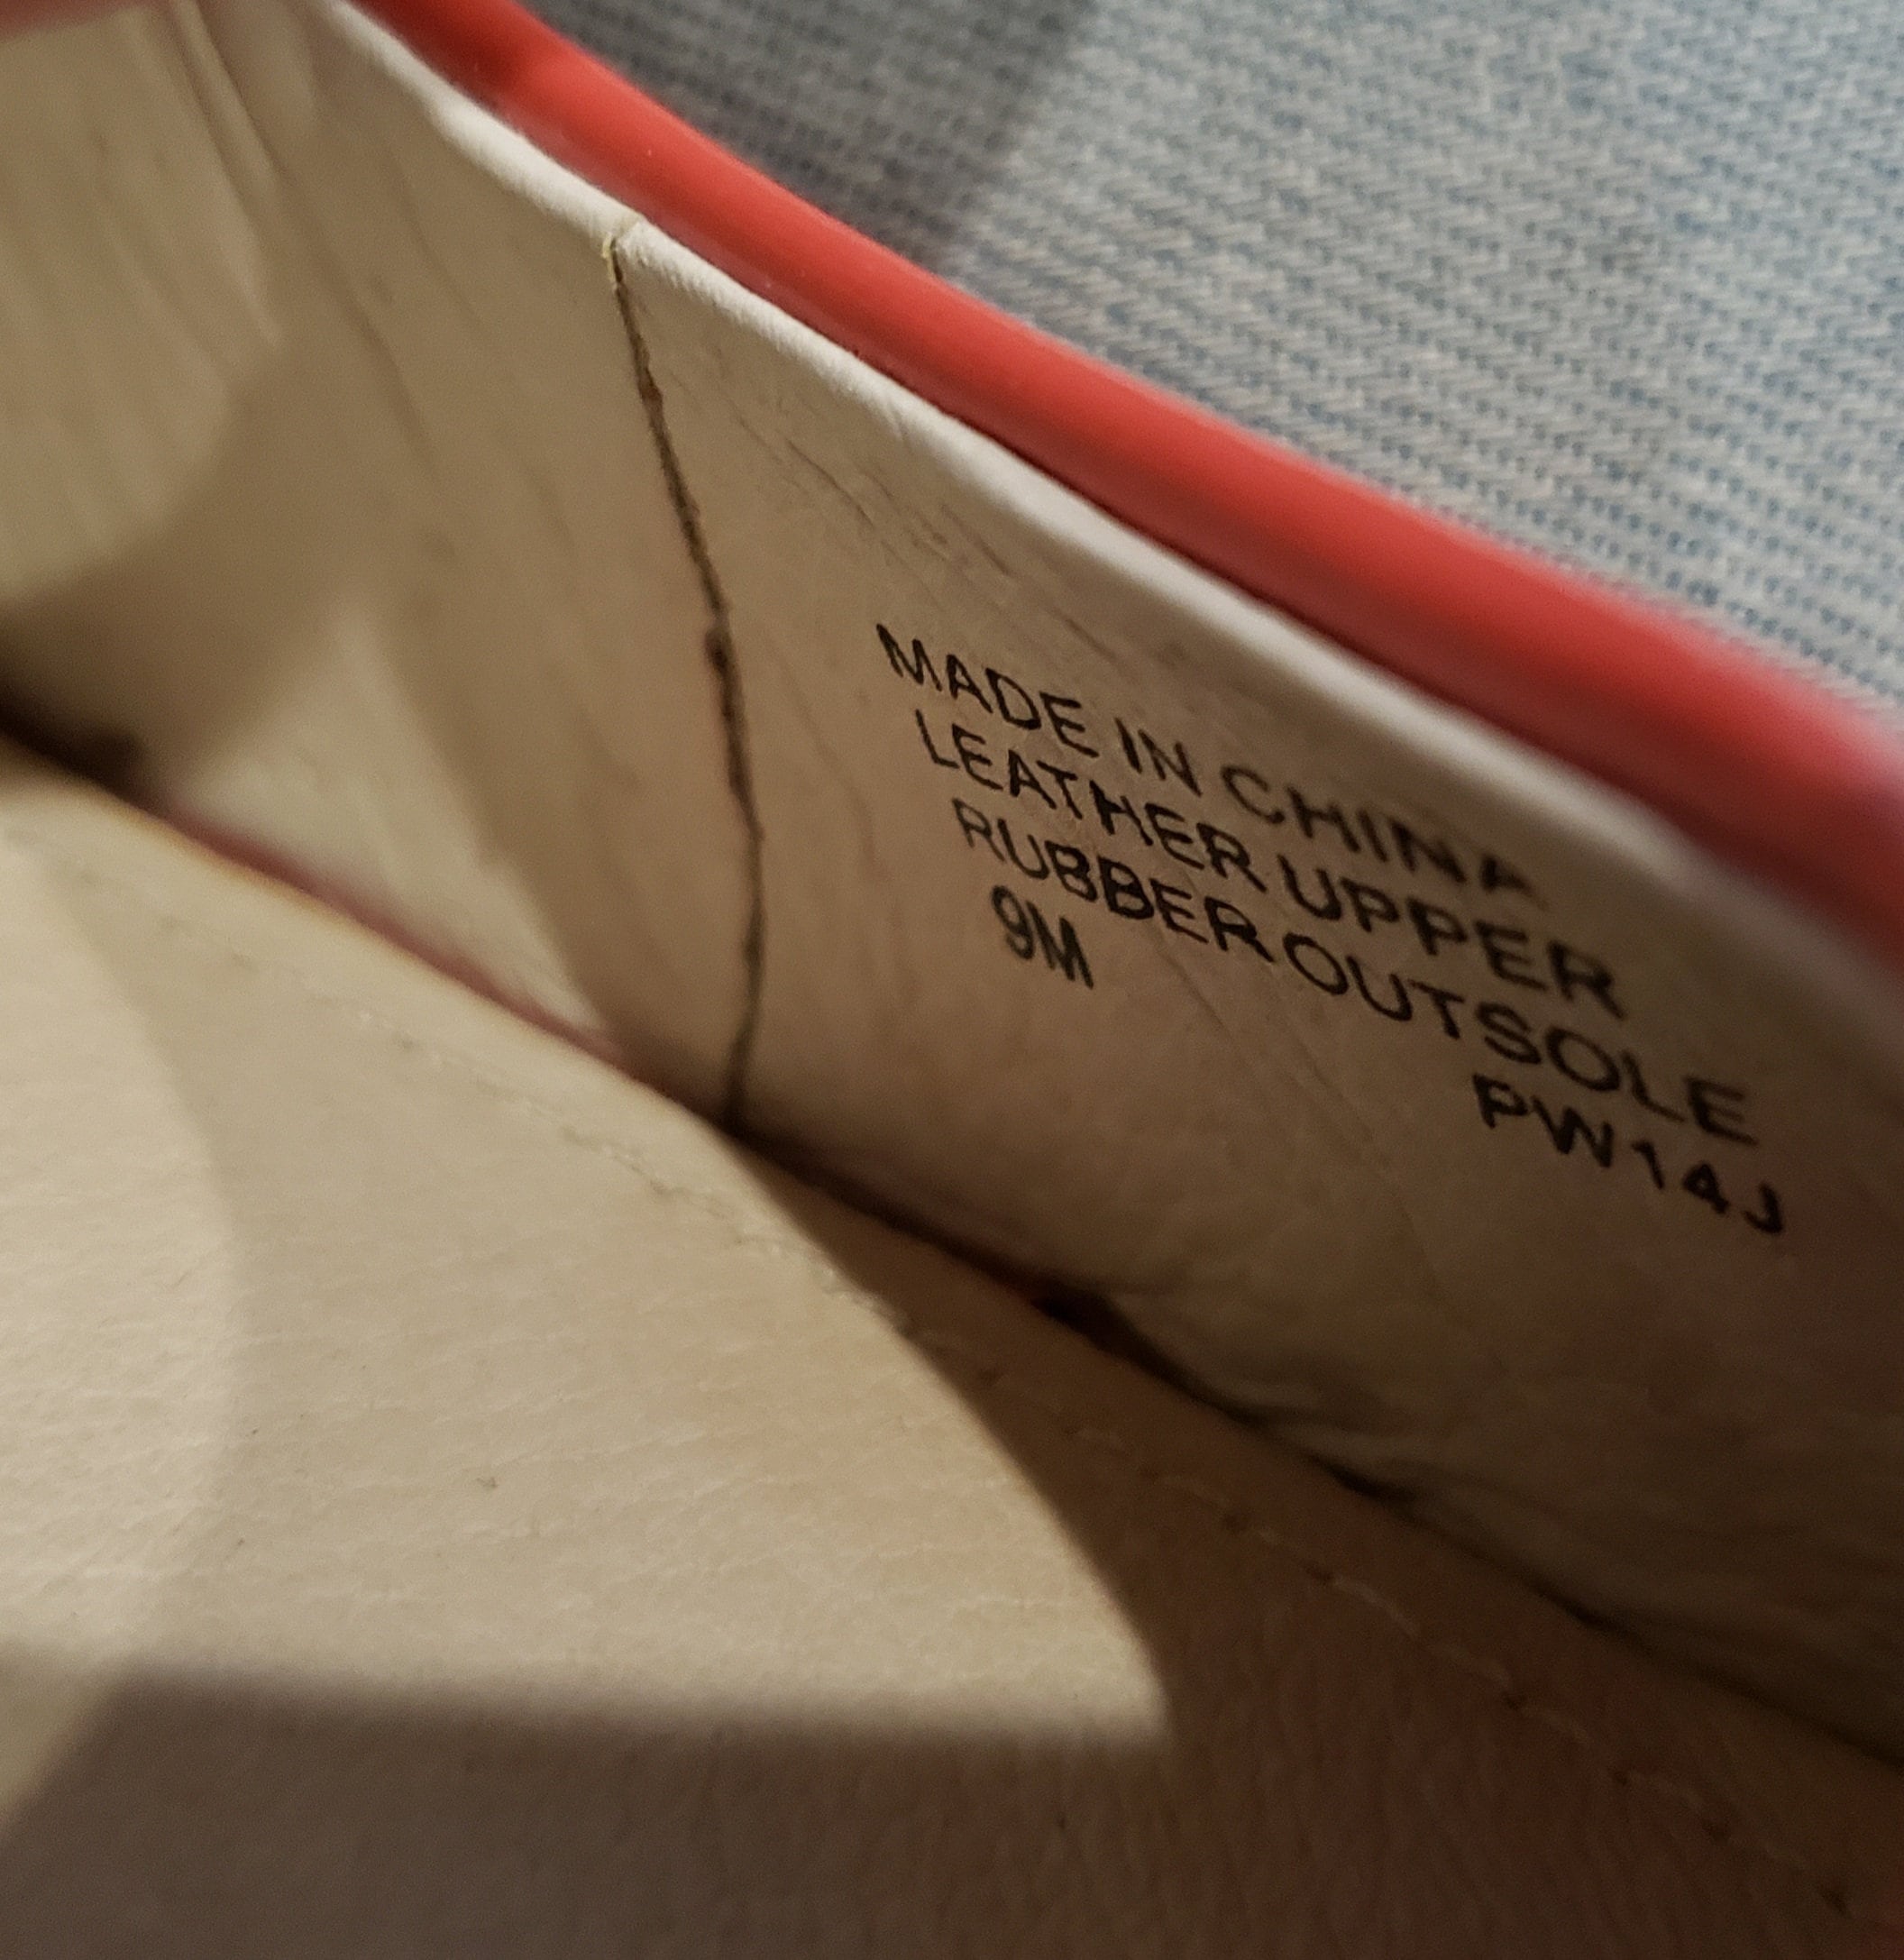 MADE IN CHINA
LEATHER UPPER
RUBBER OUTSOLE
9M
PW14J